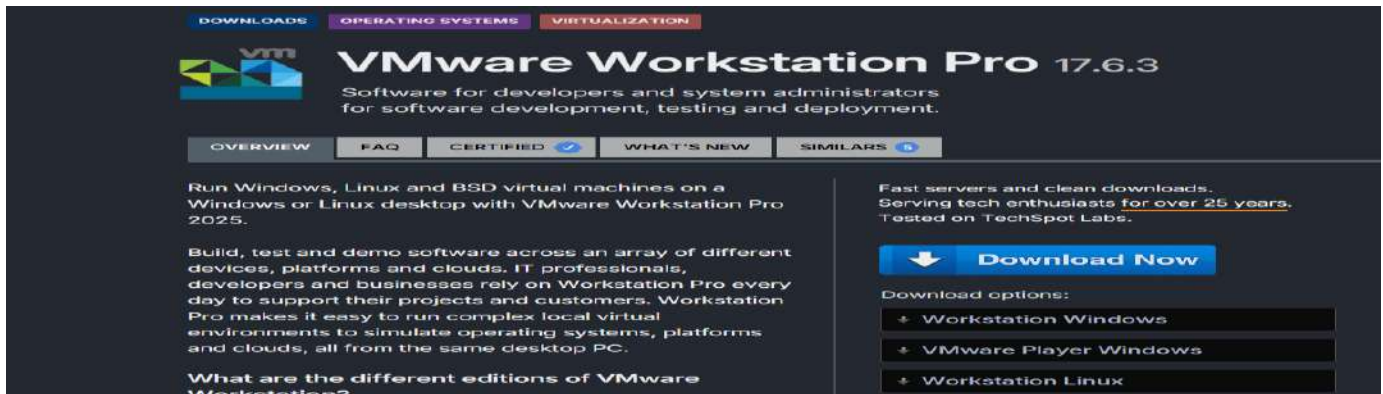 DOWNLOADS OPERATING SYSTEMS VIRTUALIZATION
vm
VMware Workstation Pro 17.6.3
Software for developers and system administrators
for software development, testing and deployment.
OVERVIEW FAQ CERTIFIED WHAT'S NEW SIMILARS 5
Run Windows, Linux and BSD virtual machines on a
Windows or Linux desktop with VMware Workstation Pro
2025.
Build, test and demo software across an array of different
devices, platforms and clouds. IT professionals,
developers and businesses rely on Workstation Pro every
day to support their projects and customers. Workstation
Pro makes it easy to run complex local virtual
environments to simulate operating systems, platforms
and clouds, all from the same desktop PC.
What are the different editions of VMware
Workstation?
Fast servers and clean downloads.
Serving tech enthusiasts for over 25 years.
Tested on TechSpot Labs.
Download Now
Download options:
Workstation Windows
VMware Player Windows
Workstation Linux